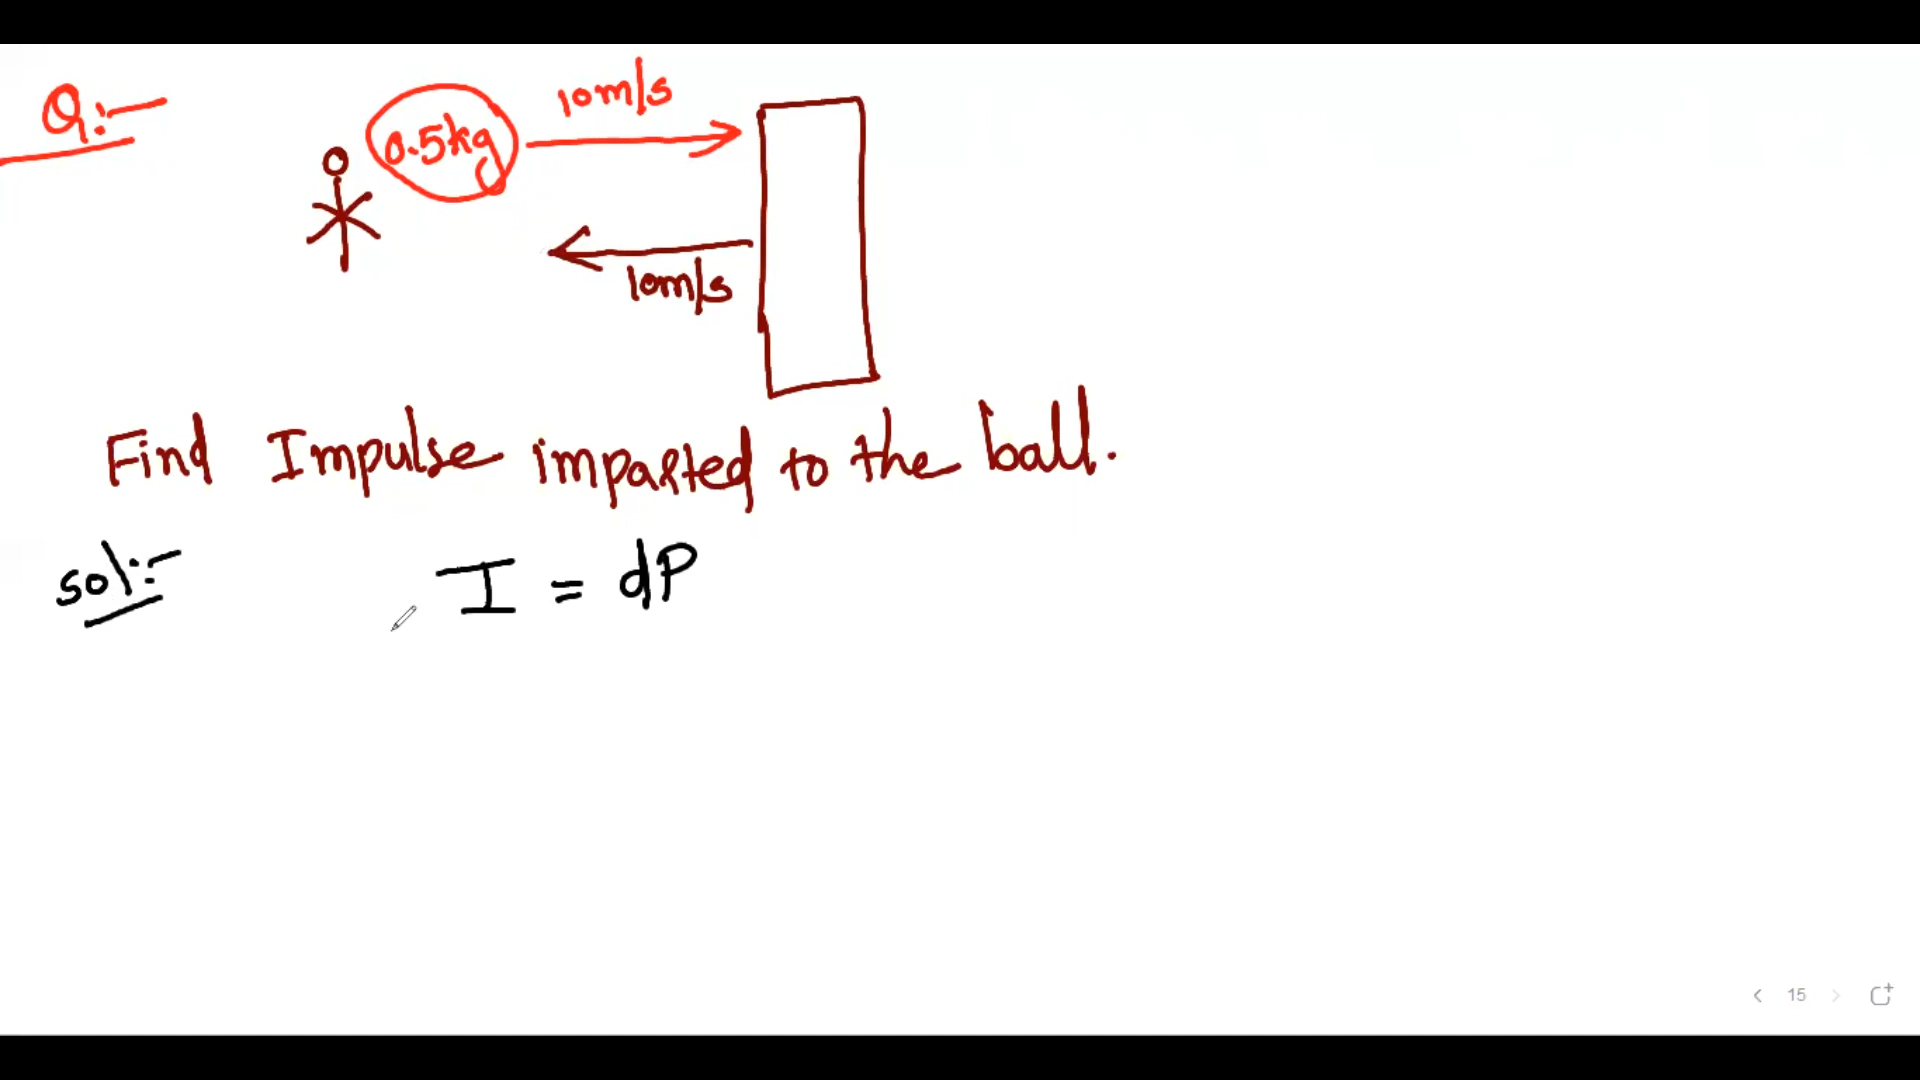 Q:-
0.5kg
10m/s
10m/s
Find Impulse imparted to the ball.
Sol:-
I = dP
15